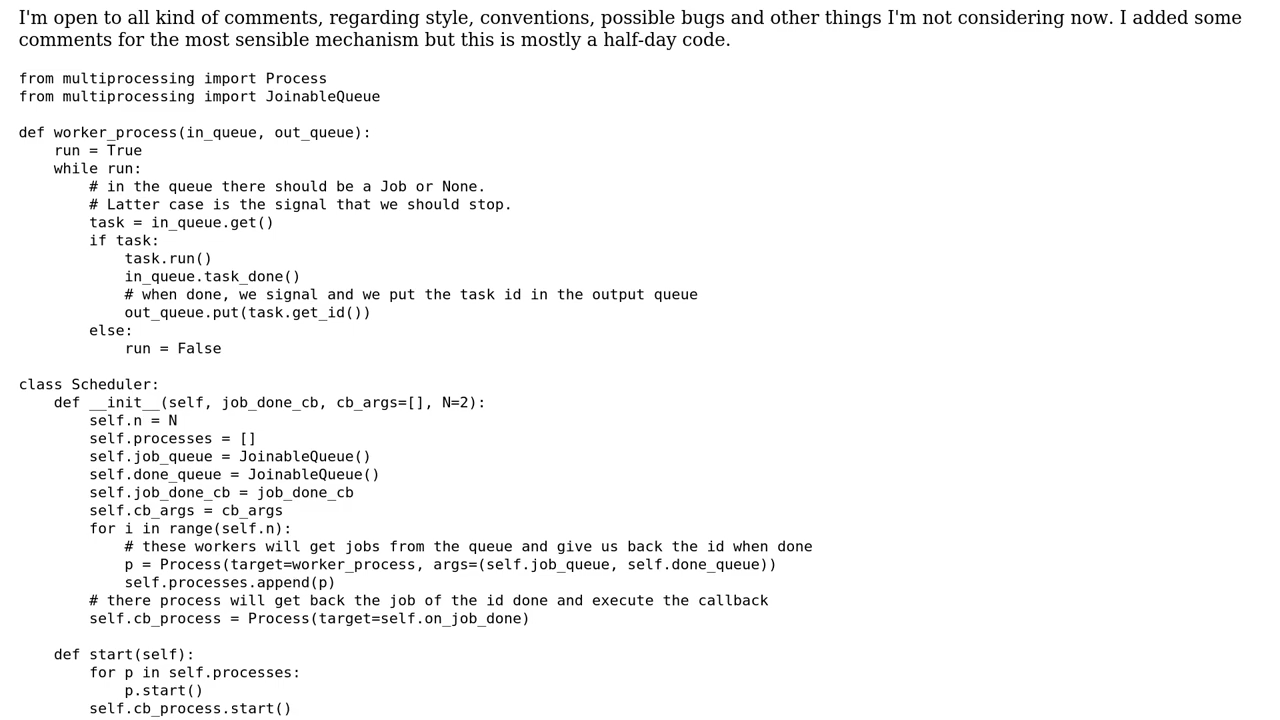 I'm open to all kind of comments, regarding style, conventions, possible bugs and other things I'm not considering now. I added some
comments for the most sensible mechanism but this is mostly a half-day code.
from multiprocessing import Process
from multiprocessing import JoinableQueue
def worker_process(in_queue, out_queue):
    run = True
    while run:
        # in the queue there should be a Job or None.
        # Latter case is the signal that we should stop.
        task = in_queue.get()
        if task:
            task.run()
            in_queue.task_done()
            # when done, we signal and we put the task id in the output queue
            out_queue.put(task.get_id())
        else:
            run = False
class Scheduler:
    def __init__(self, job_done_cb, cb_args=[], N=2):
        self.n = N
        self.processes = []
        self.job_queue = JoinableQueue()
        self.done_queue = JoinableQueue()
        self.job_done_cb = job_done_cb
        self.cb_args = cb_args
        for i in range(self.n):
            # these workers will get jobs from the queue and give us back the id when done
            p = Process(target=worker_process, args=(self.job_queue, self.done_queue))
            self.processes.append(p)
        # there process will get back the job of the id done and execute the callback
        self.cb_process = Process(target=self.on_job_done)
    def start(self):
        for p in self.processes:
            p.start()
        self.cb_process.start()